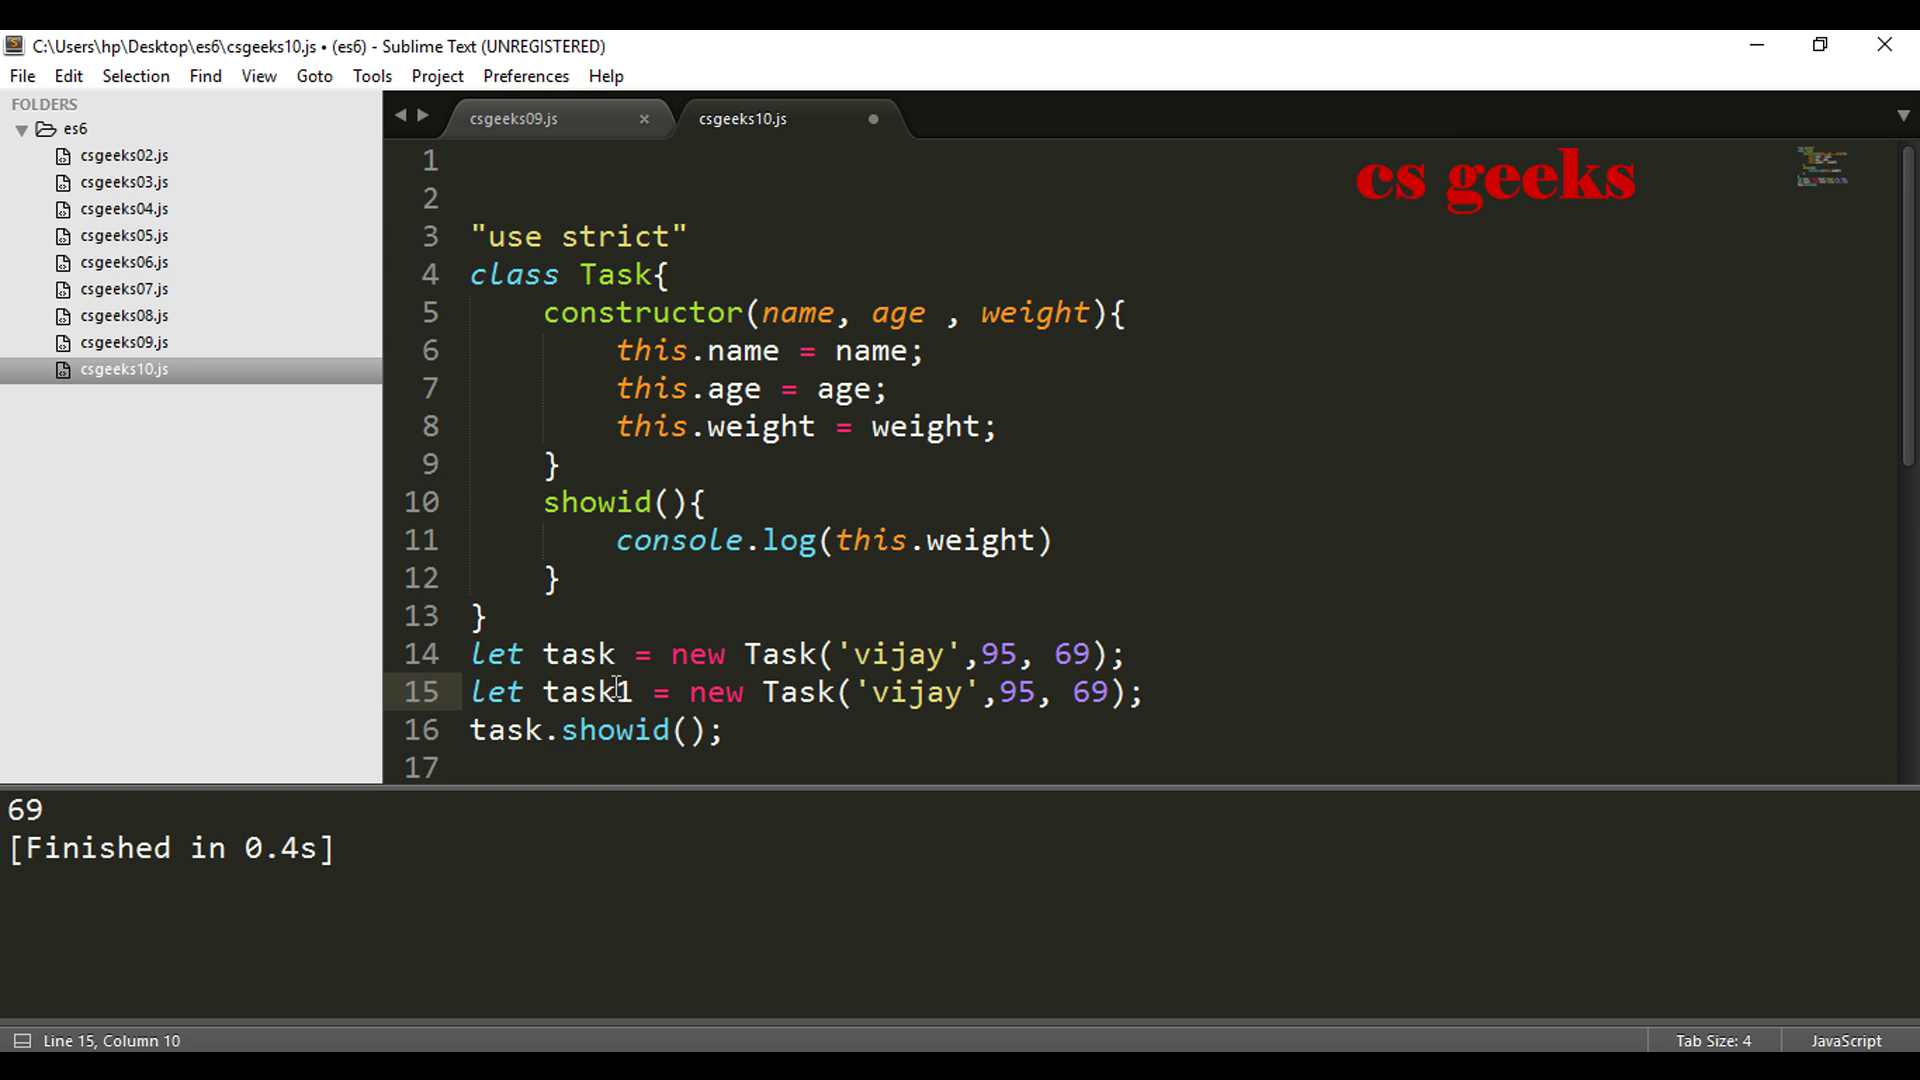 C:\Users\hp\Desktop\es6\csgeeks10.js • (es6) - Sublime Text (UNREGISTERED)
File Edit Selection Find View Goto Tools Project Preferences Help
FOLDERS
es6
csgeeks02.js
csgeeks03.js
csgeeks04.js
csgeeks05.js
csgeeks06.js
csgeeks07.js
csgeeks08.js
csgeeks09.js
csgeeks10.js
csgeeks09.js × csgeeks10.js
cs geeks
1
2
3 "use strict"
4 class Task{
5     constructor(name, age , weight){
6         this.name = name;
7         this.age = age;
8         this.weight = weight;
9     }
10     showid(){
11         console.log(this.weight)
12     }
13 }
14 let task = new Task('vijay',95, 69);
15 let task1 = new Task('vijay',95, 69);
16 task.showid();
17
69
[Finished in 0.4s]
Line 15, Column 10 Tab Size: 4 JavaScript